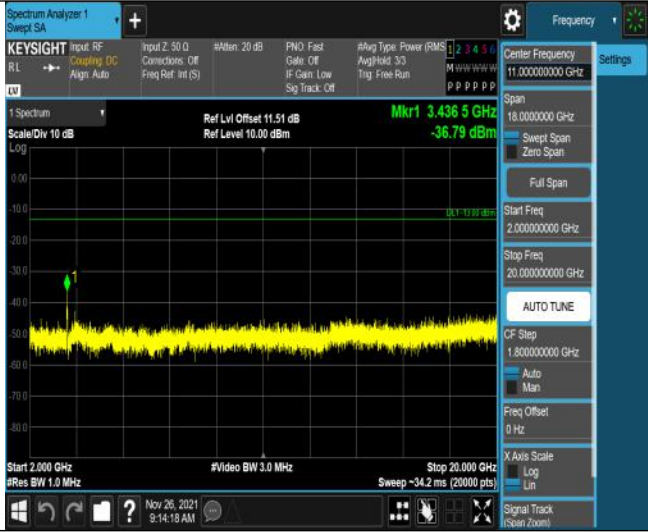 Spectrum Analyzer 1
Swept SA
+
Frequency
KEYSIGHT
RL
LV
Input: RF
Coupling: DC
Align: Auto
Input Z: 50 Ω
Corrections: Off
Freq Ref: Int (S)
#Atten: 20 dB
PNO: Fast
Gate: Off
IF Gain: Low
Sig Track: Off
#Avg Type: Power (RMS
Avg|Hold: 3/3
Trig: Free Run
1 2 3 4 5 6
M W W W W W
P P P P P P
1 Spectrum
Scale/Div 10 dB
Log
Ref Lvl Offset 11.51 dB
Ref Level 10.00 dBm
Mkr1 3.436 5 GHz
-36.79 dBm
0.00
-10.0
DL1 -13.00 dBm
-20.0
-30.0
1
-40.0
-50.0
-60.0
-70.0
-80.0
Start 2.000 GHz
#Res BW 1.0 MHz
#Video BW 3.0 MHz
Stop 20.000 GHz
Sweep ~34.2 ms (20000 pts)
?
Nov 26, 2021
9:14:18 AM
Center Frequency
11.000000000 GHz
Settings
Span
18.0000000 GHz
Swept Span
Zero Span
Full Span
Start Freq
2.000000000 GHz
Stop Freq
20.000000000 GHz
AUTO TUNE
CF Step
1.800000000 GHz
Auto
Man
Freq Offset
0 Hz
X Axis Scale
Log
Lin
Signal Track
(Span Zoom)